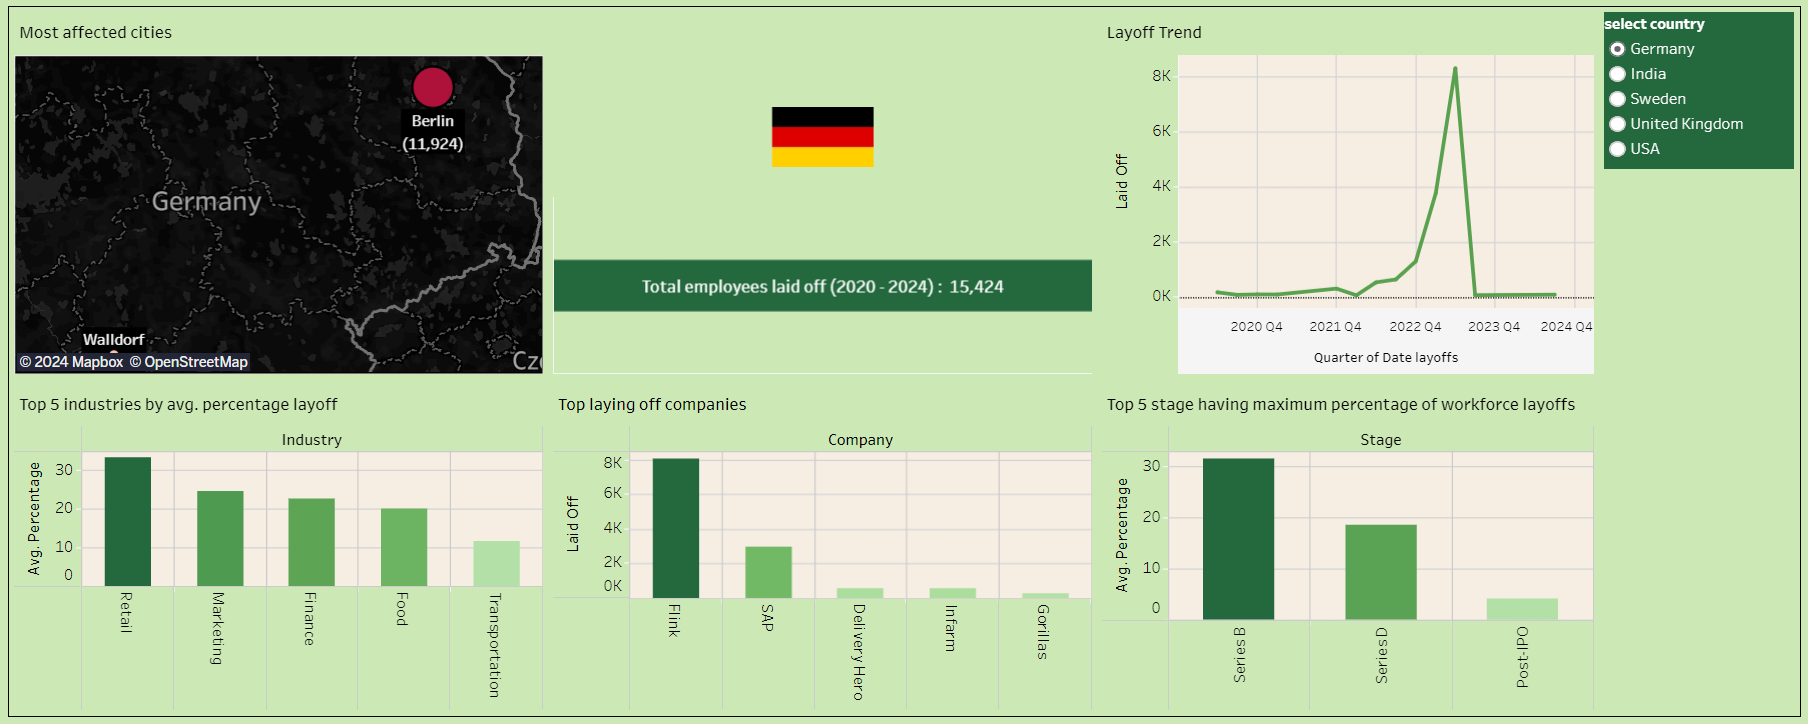 Most affected cities
Berlin
(11,924)
Germany
Walldorf
© 2024 Mapbox © OpenStreetMap
Total employees laid off (2020 - 2024) : 15,424
Layoff Trend
8K
6K
4K
2K
0K
Laid Off
2020 Q4
2021 Q4
2022 Q4
2023 Q4
2024 Q4
Quarter of Date layoffs
select country
Germany
India
Sweden
United Kingdom
USA
Top 5 industries by avg. percentage layoff
Industry
Avg. Percentage
30
20
10
0
Retail
Marketing
Finance
Food
Transportation
Top laying off companies
Company
Laid Off
8K
6K
4K
2K
0K
Flink
SAP
Delivery Hero
Infarm
Gorillas
Top 5 stage having maximum percentage of workforce layoffs
Stage
Avg. Percentage
30
20
10
0
Series B
Series D
Post-IPO